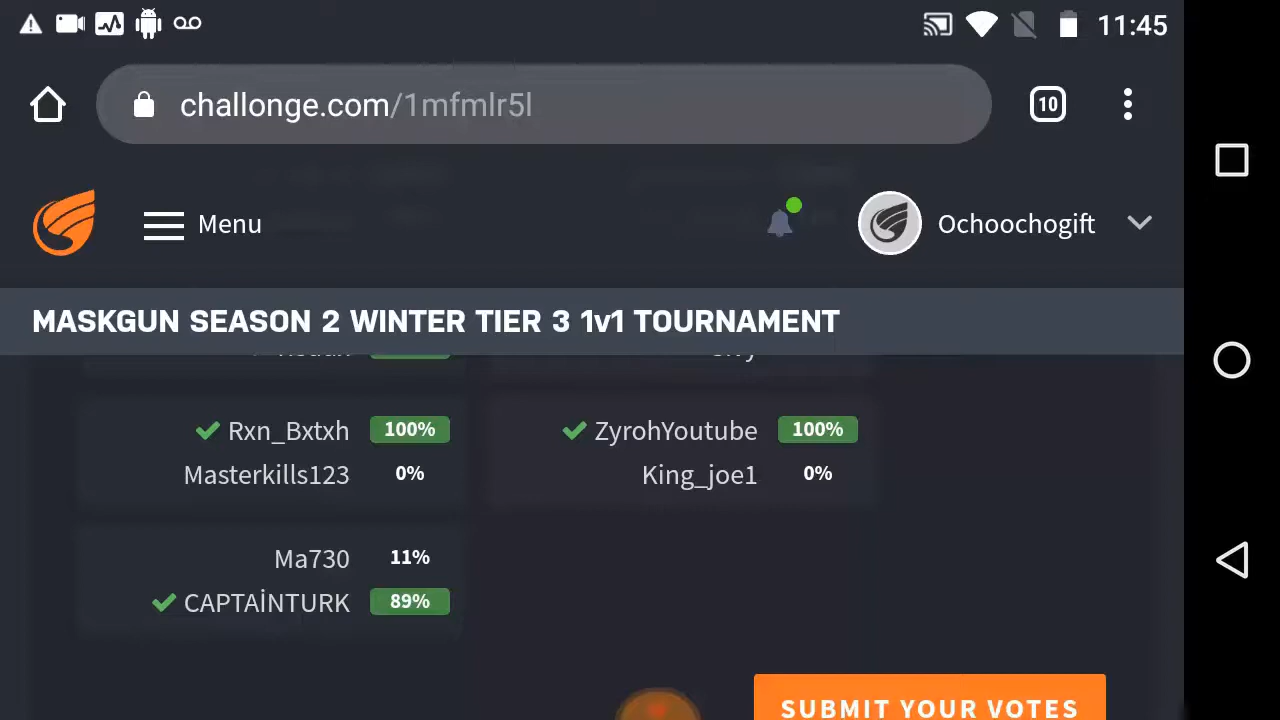 11:45
challonge.com/1mfmlr5l
10
Menu
Ochoochogift
MASKGUN SEASON 2 WINTER TIER 3 1v1 TOURNAMENT
Rxn_Bxtxh 100%
Masterkills123 0%
ZyrohYoutube 100%
King_joe1 0%
Ma730 11%
CAPTAİNTURK 89%
SUBMIT YOUR VOTES